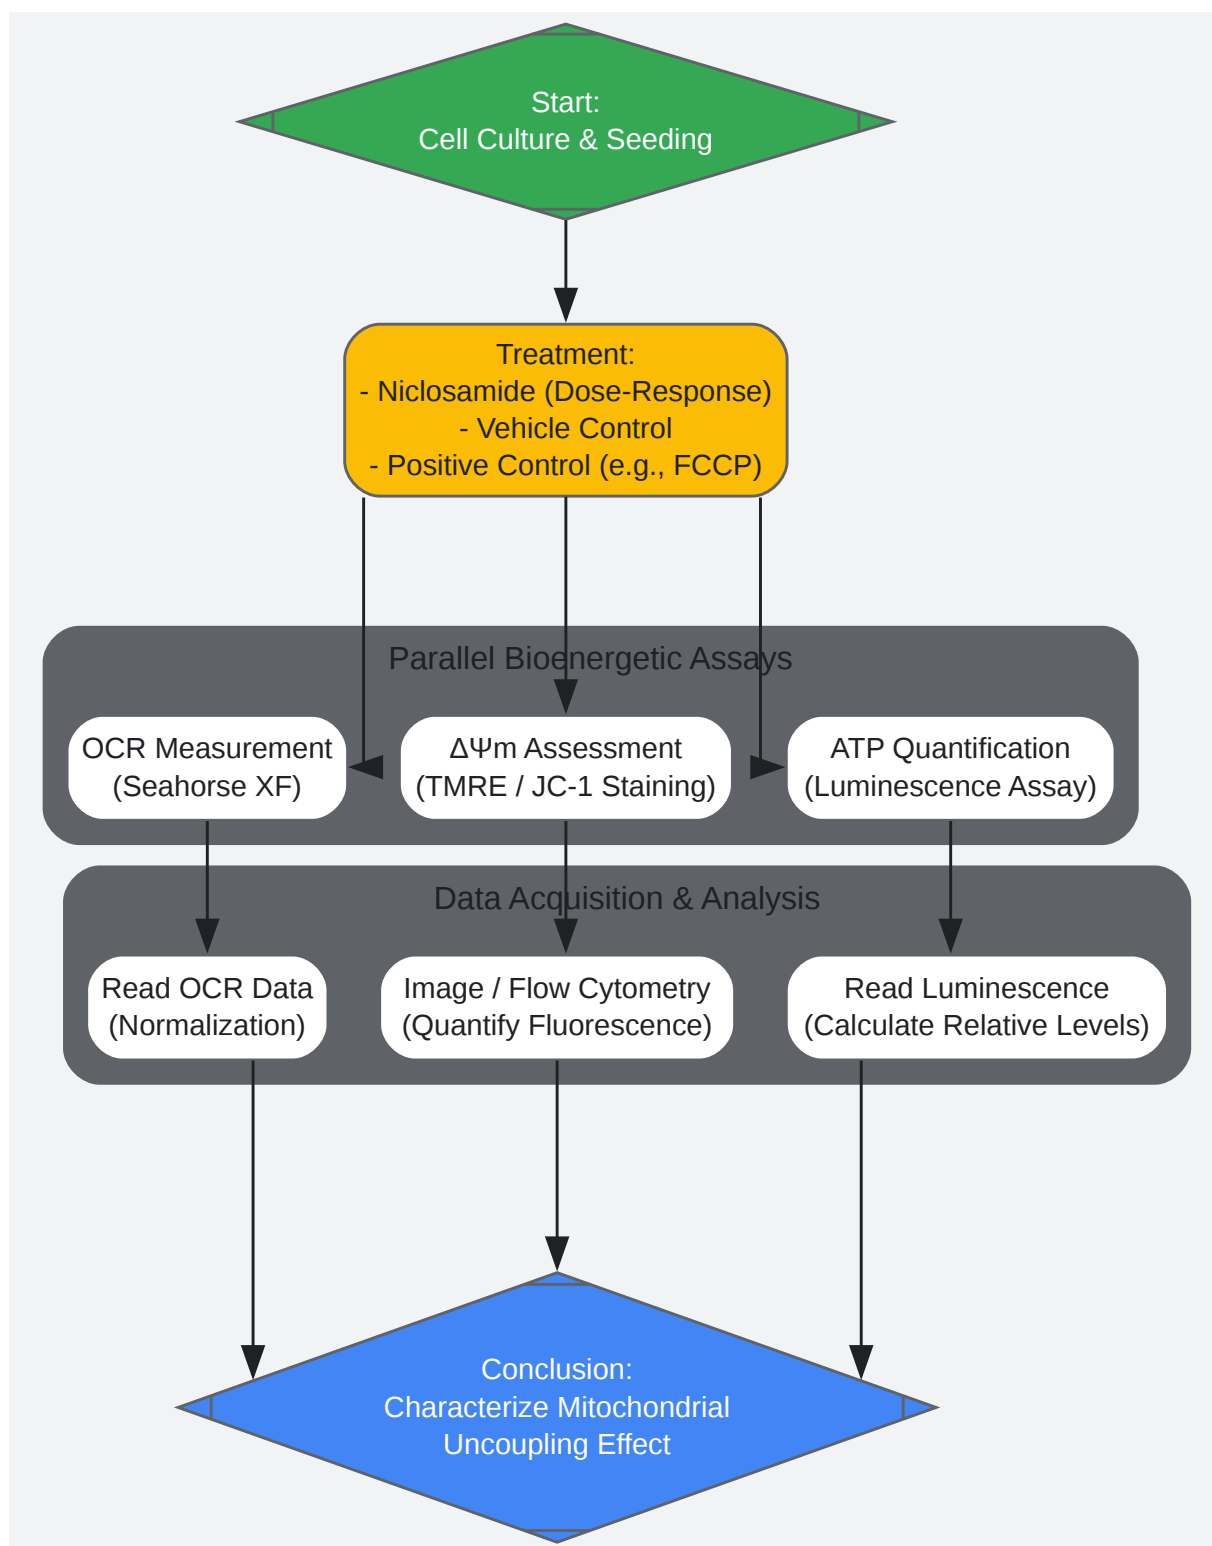 Start:
Cell Culture & Seeding
Treatment:
- Niclosamide (Dose-Response)
- Vehicle Control
- Positive Control (e.g., FCCP)
Parallel Bioenergetic Assays
OCR Measurement
(Seahorse XF)
ΔΨm Assessment
(TMRE / JC-1 Staining)
ATP Quantification
(Luminescence Assay)
Data Acquisition & Analysis
Read OCR Data
(Normalization)
Image / Flow Cytometry
(Quantify Fluorescence)
Read Luminescence
(Calculate Relative Levels)
Conclusion:
Characterize Mitochondrial
Uncoupling Effect